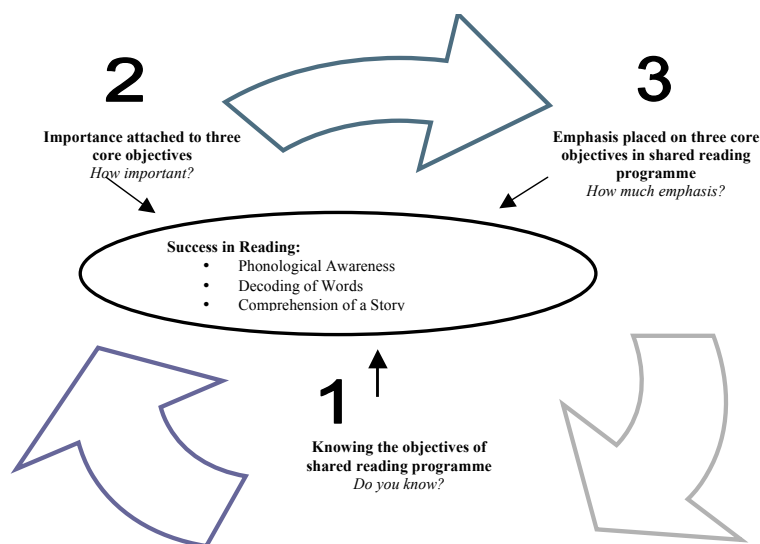 2
Importance attached to three
core objectives
How important?
3
Emphasis placed on three core
objectives in shared reading
programme
How much emphasis?
Success in Reading:
• Phonological Awareness
• Decoding of Words
• Comprehension of a Story
1
Knowing the objectives of
shared reading programme
Do you know?